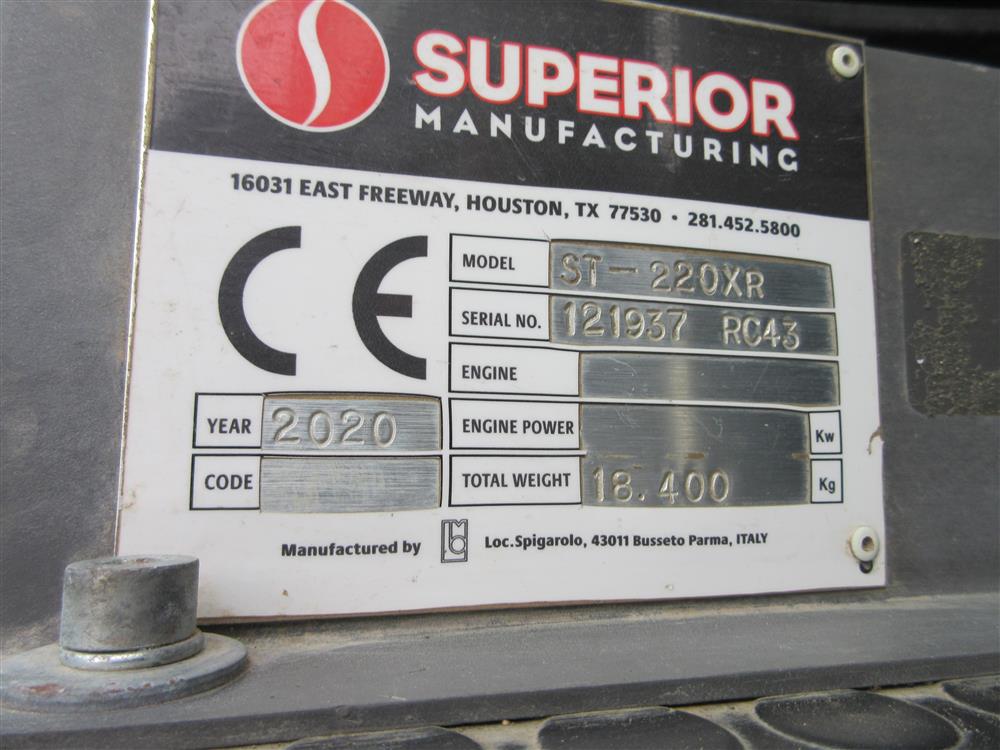 SUPERIOR
MANUFACTURING
16031 EAST FREEWAY, HOUSTON, TX 77530 · 281.452.5800
CE
MODEL ST-220XR
SERIAL NO. 121937 RC43
ENGINE
YEAR 2020
ENGINE POWER Kw
CODE
TOTAL WEIGHT 18.400 Kg
Manufactured by Loc.Spigarolo, 43011 Busseto Parma, ITALY